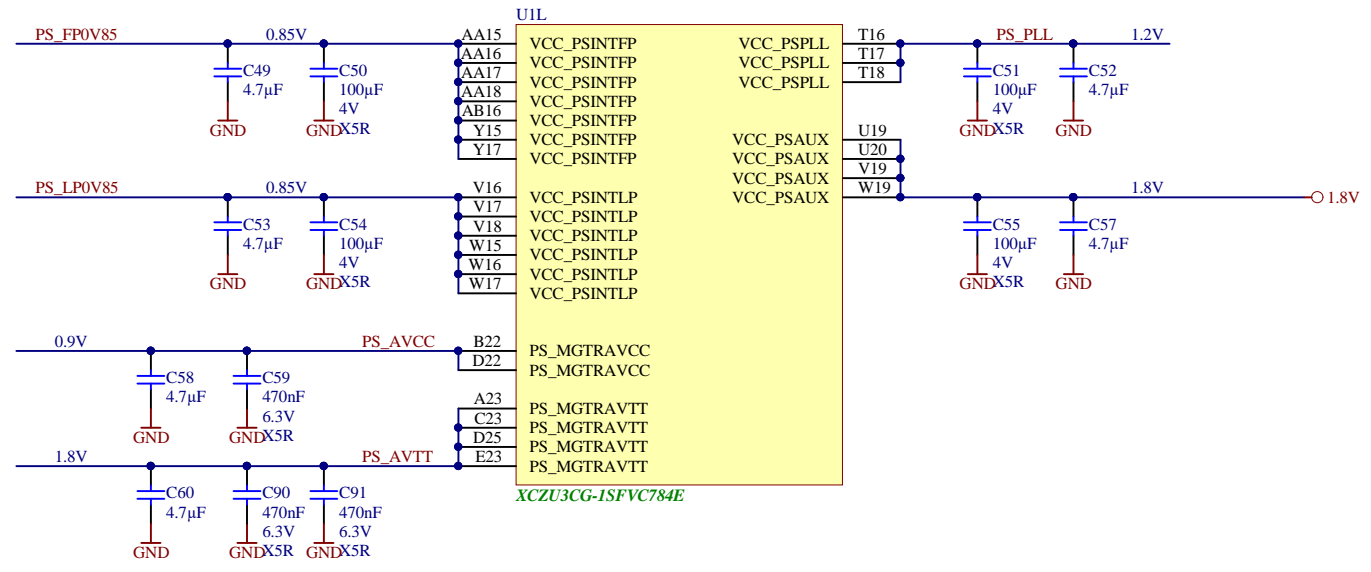 U1L
PS_FP0V85 0.85V
C49 4.7µF GND
C50 100µF 4V X5R GND
AA15 VCC_PSINTFP
AA16 VCC_PSINTFP
AA17 VCC_PSINTFP
AA18 VCC_PSINTFP
AB16 VCC_PSINTFP
Y15 VCC_PSINTFP
Y17 VCC_PSINTFP
VCC_PSPLL T16
VCC_PSPLL T17
VCC_PSPLL T18
PS_PLL 1.2V
C51 100µF 4V X5R GND
C52 4.7µF GND
PS_LP0V85 0.85V
C53 4.7µF GND
C54 100µF 4V X5R GND
V16 VCC_PSINTLP
V17 VCC_PSINTLP
V18 VCC_PSINTLP
W15 VCC_PSINTLP
W16 VCC_PSINTLP
W17 VCC_PSINTLP
VCC_PSAUX U19
VCC_PSAUX U20
VCC_PSAUX V19
VCC_PSAUX W19
1.8V 1.8V
C55 100µF 4V X5R GND
C57 4.7µF GND
0.9V PS_AVCC
C58 4.7µF GND
C59 470nF 6.3V X5R GND
B22 PS_MGTRAVCC
D22 PS_MGTRAVCC
A23 PS_MGTRAVTT
C23 PS_MGTRAVTT
D25 PS_MGTRAVTT
E23 PS_MGTRAVTT
1.8V PS_AVTT
C60 4.7µF GND
C90 470nF 6.3V X5R GND
C91 470nF 6.3V X5R GND
XCZU3CG-1SFVC784E